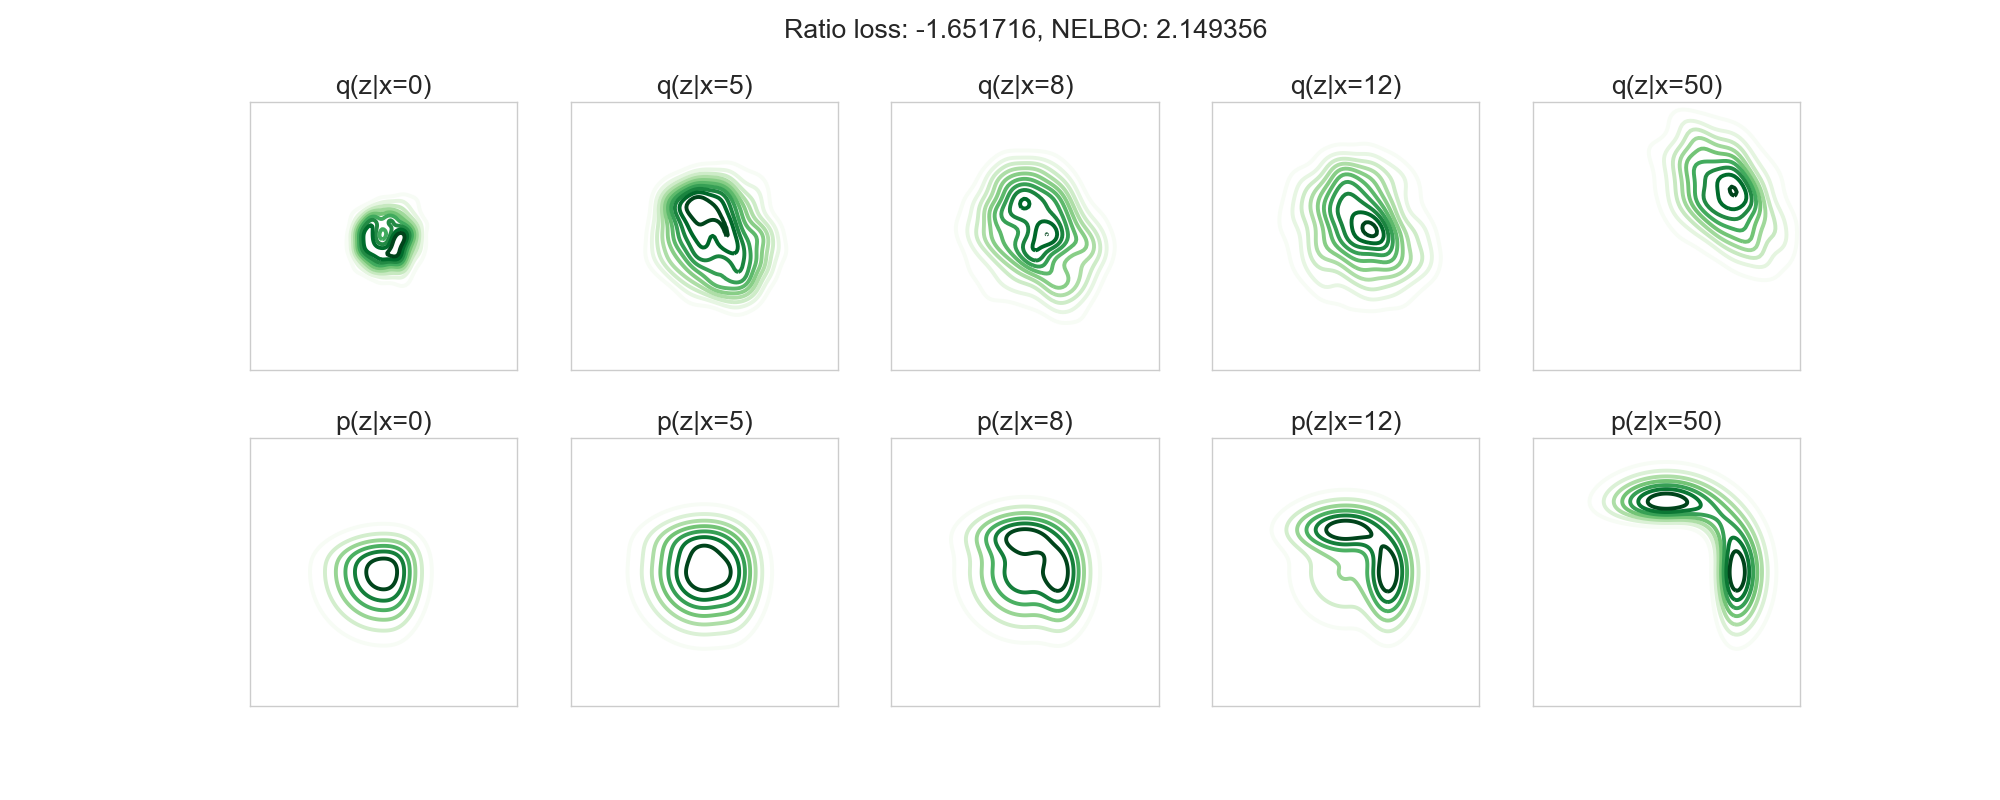 Ratio loss: -1.651716, NELBO: 2.149356
q(z|x=0) q(z|x=5) q(z|x=8) q(z|x=12) q(z|x=50)
p(z|x=0) p(z|x=5) p(z|x=8) p(z|x=12) p(z|x=50)